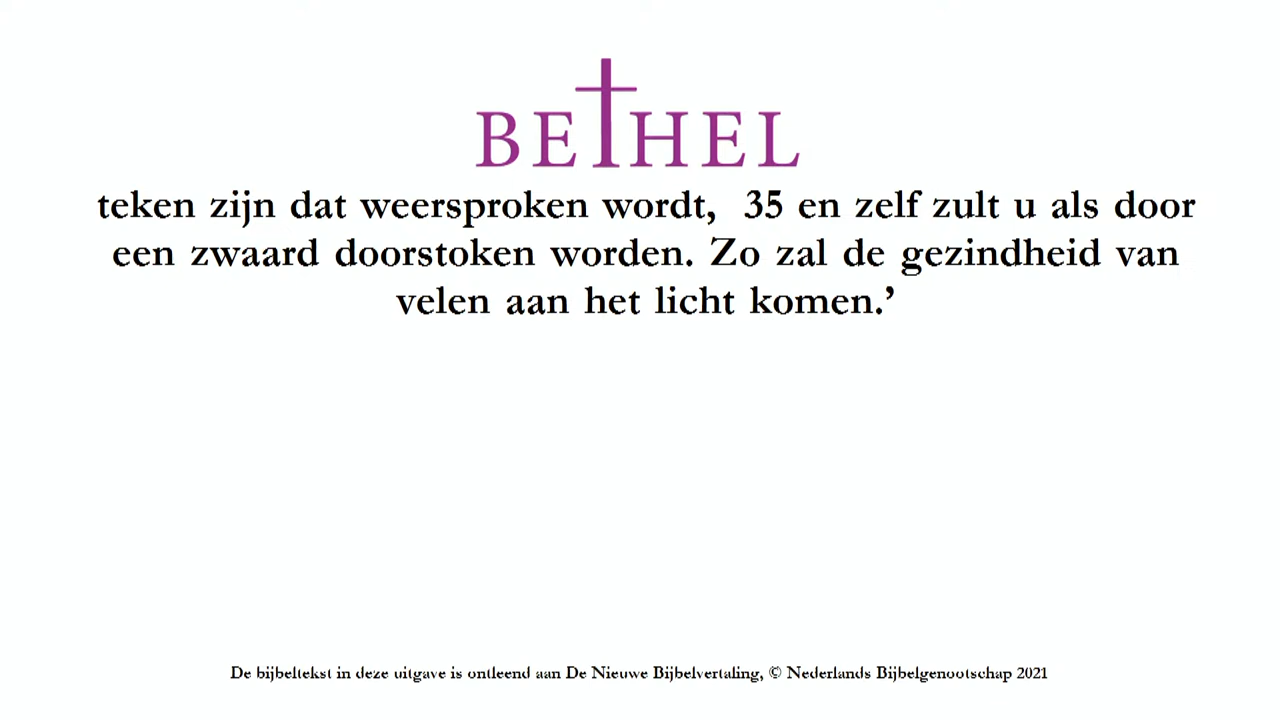 BETHEL
teken zijn dat weersproken wordt,  35 en zelf zult u als door
een zwaard doorstoken worden. Zo zal de gezindheid van
velen aan het licht komen.’
De bijbeltekst in deze uitgave is ontleend aan De Nieuwe Bijbelvertaling, © Nederlands Bijbelgenootschap 2021